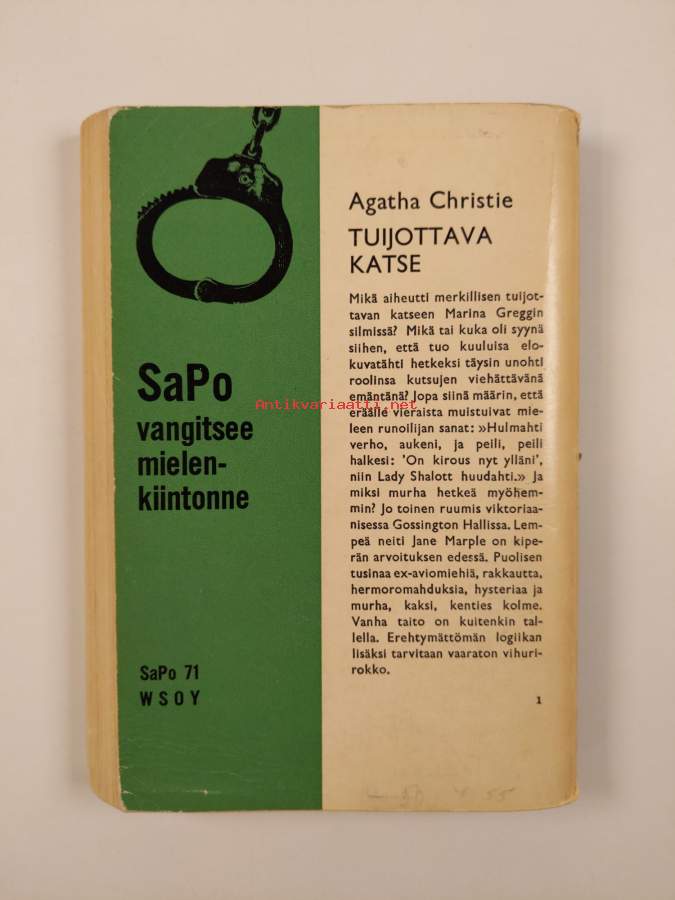 SaPo
vangitsee
mielen-
kiintonne
SaPo 71
WSOY
Agatha Christie
TUIJOTTAVA
KATSE
Mikä aiheutti merkillisen tuijot-
tavan katseen Marina Greggin
silmissä? Mikä tai kuka oli syynä
siihen, että tuo kuuluisa elo-
kuvatähti hetkeksi täysin unohti
roolinsa kutsujen viehättävänä
emäntänä? Jopa siinä määrin, että
eräälle vieraista muistuivat mie-
leen runoilijan sanat: »Hulmahti
verho, aukeni, ja peili, peili
halkesi: 'On kirous nyt ylläni',
niin Lady Shalott huudahti.» Ja
miksi murha hetkeä myöhem-
min? Jo toinen ruumis viktoriaa-
nisessa Gossington Hallissa. Lem-
peä neiti Jane Marple on kipe-
rän arvoituksen edessä. Puolisen
tusinaa ex-aviomiehiä, rakkautta,
hermoromahduksia, hysteriaa ja
murha, kaksi, kenties kolme.
Vanha taito on kuitenkin tal-
lella. Erehtymättömän logiikan
lisäksi tarvitaan vaaraton vihuri-
rokko.
1
Antikvariaatti.net